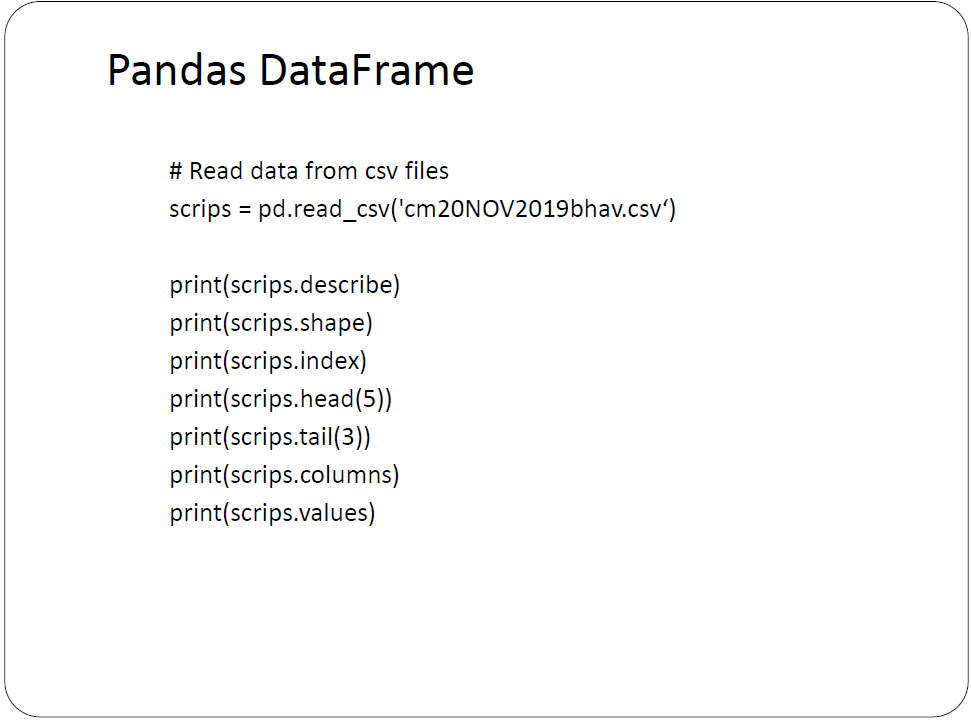 Pandas DataFrame
# Read data from csv files
scrips = pd.read_csv('cm20NOV2019bhav.csv‘)
print(scrips.describe)
print(scrips.shape)
print(scrips.index)
print(scrips.head(5))
print(scrips.tail(3))
print(scrips.columns)
print(scrips.values)